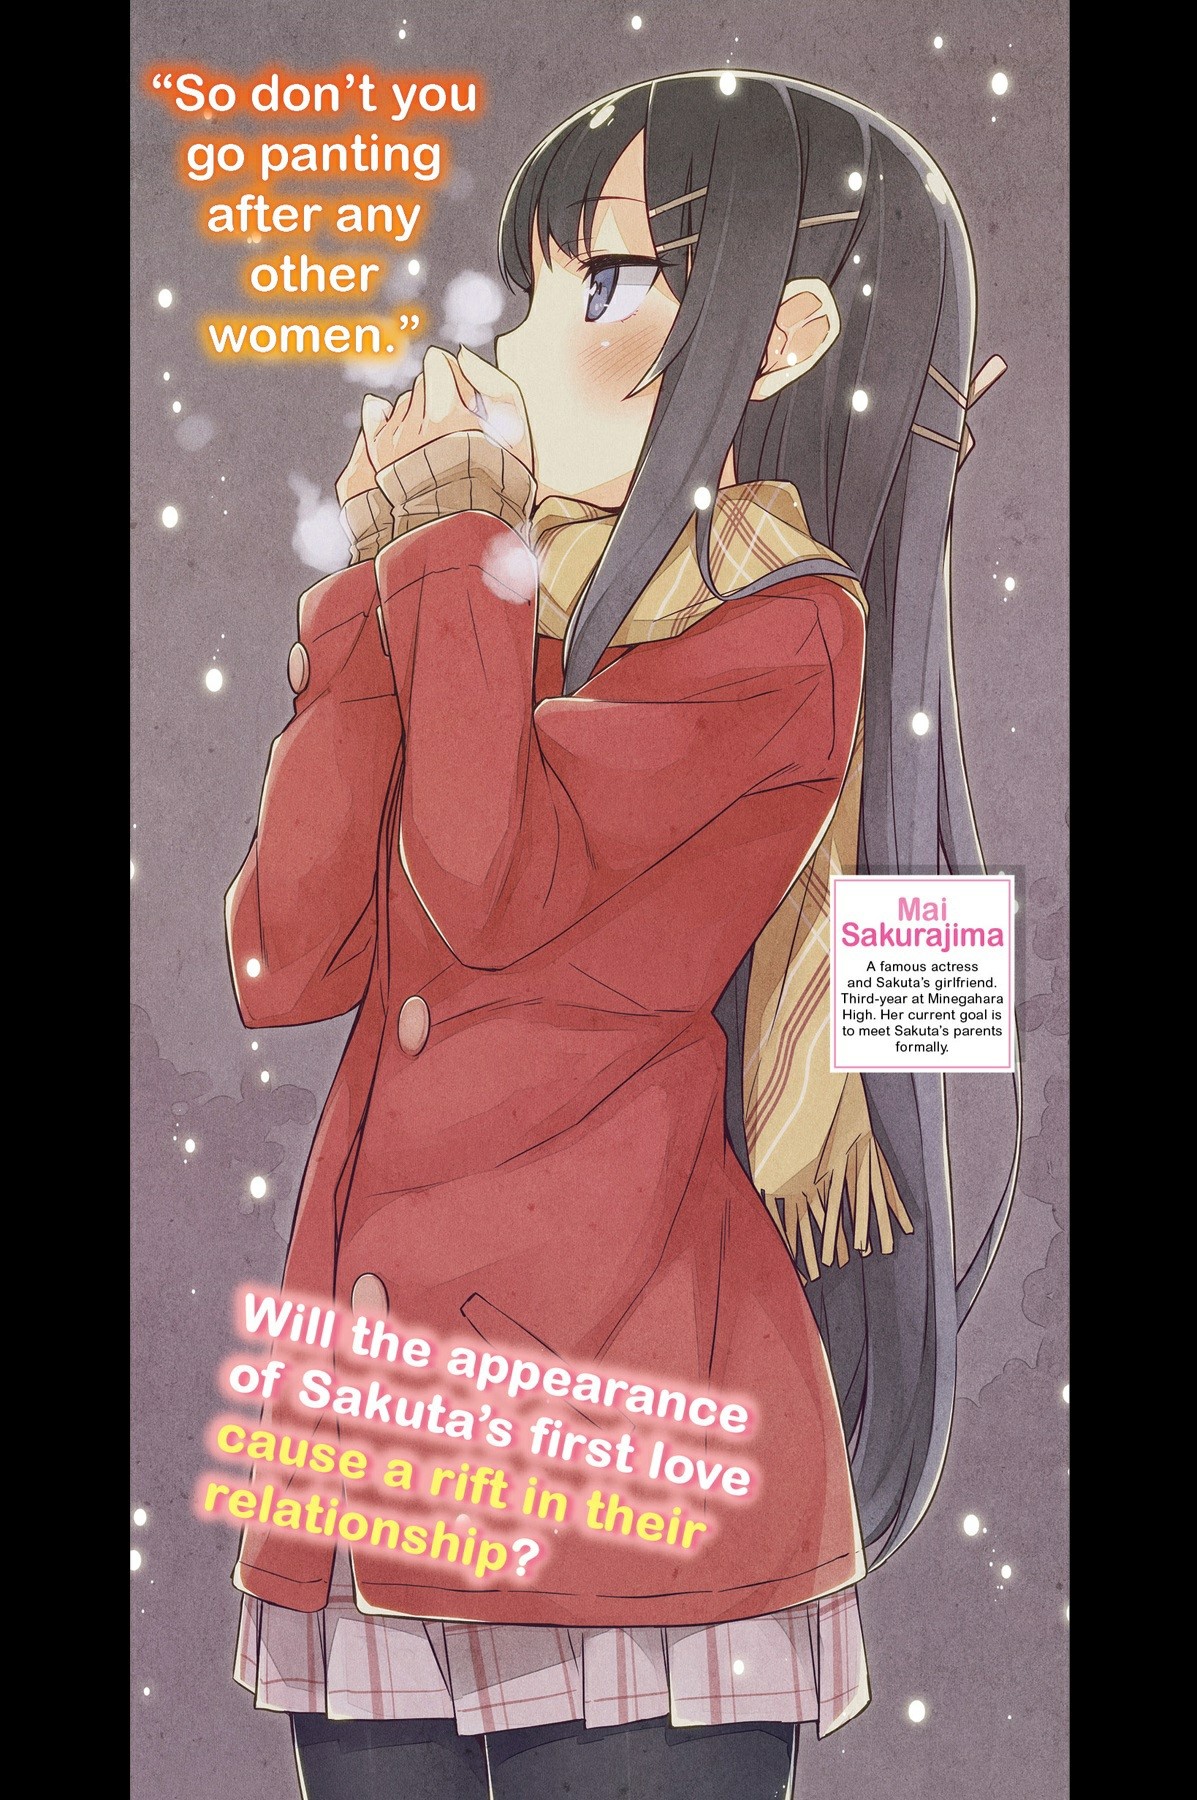 “So don’t you
go panting
after any
other
women.”
Mai
Sakurajima
A famous actress
and Sakuta’s girlfriend.
Third-year at Minegahara
High. Her current goal is
to meet Sakuta’s parents
formally.
Will the appearance
of Sakuta’s first love
cause a rift in their
relationship?